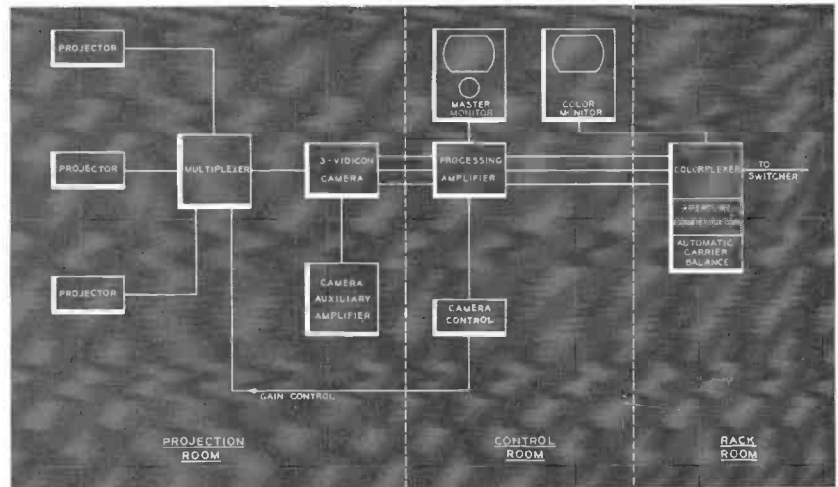 PROJECTOR
PROJECTOR
PROJECTOR
MULTIPLEXER
3 - VIDICON
CAMERA
CAMERA
AUXILIARY
AMPLIFIER
MASTER
MONITOR
COLOR
MONITOR
PROCESSING
AMPLIFIER
CAMERA
CONTROL
COLORPLEXER
AUTOMATIC
CARRIER
BALANCE
TO
SWITCHER
GAIN CONTROL
PROJECTION
ROOM
CONTROL
ROOM
RACK
ROOM